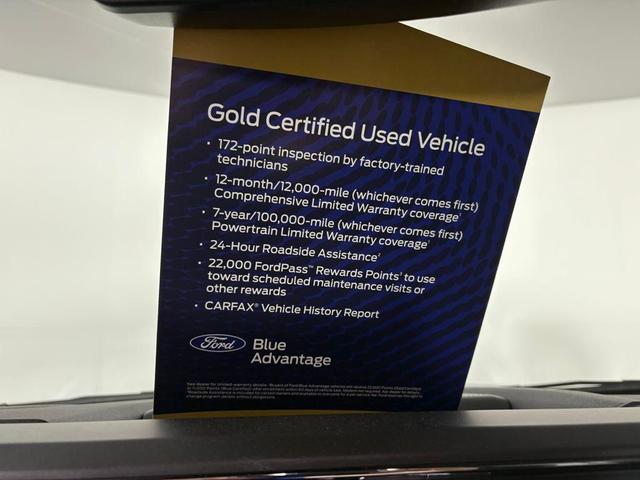 Gold Certified Used Vehicle
• 172-point inspection by factory-trained
technicians
• 12-month/12,000-mile (whichever comes first)
Comprehensive Limited Warranty coverage¹
• 7-year/100,000-mile (whichever comes first)
Powertrain Limited Warranty coverage¹
• 24-Hour Roadside Assistance²
• 22,000 FordPass™ Rewards Points³ to use
toward scheduled maintenance visits or
other rewards
• CARFAX® Vehicle History Report
Ford
Blue
Advantage